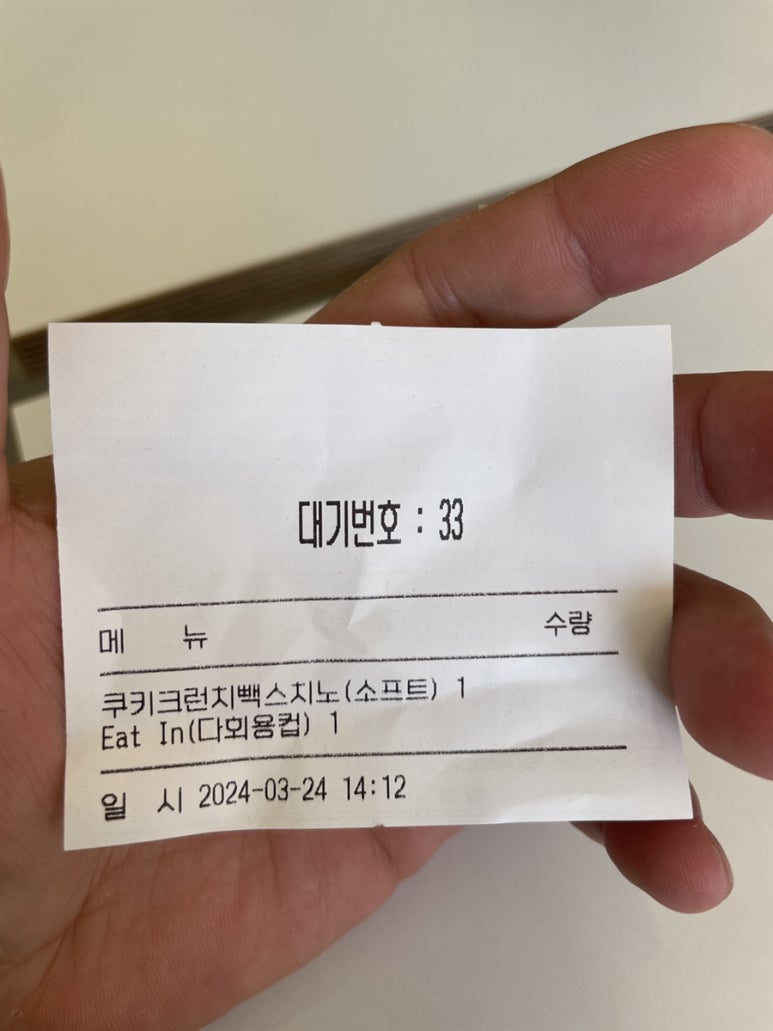 대기번호 : 33
메 뉴 수량
쿠키크런치빽스치노(소프트) 1
Eat In(다회용컵) 1
일 시 2024-03-24 14:12